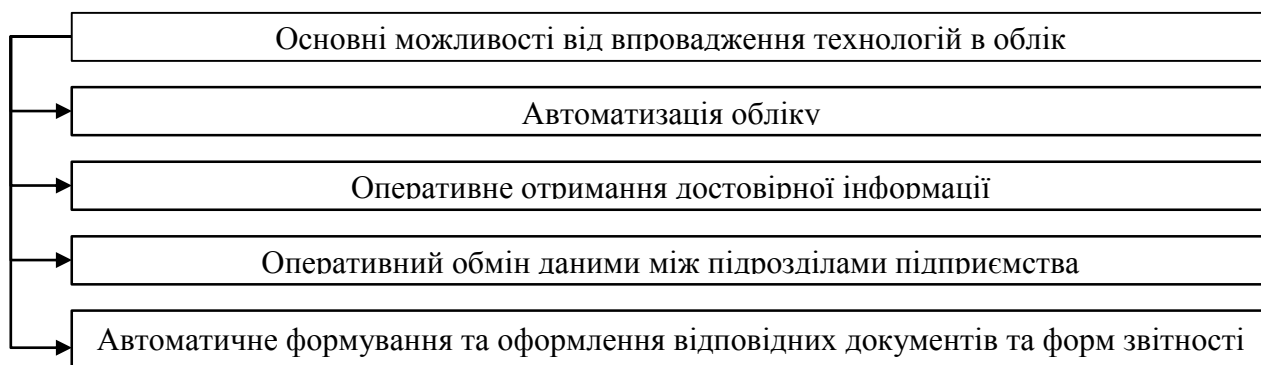 Основні можливості від впровадження технологій в облік
Автоматизація обліку
Оперативне отримання достовірної інформації
Оперативний обмін даними між підрозділами підприємства
Автоматичне формування та оформлення відповідних документів та форм звітності